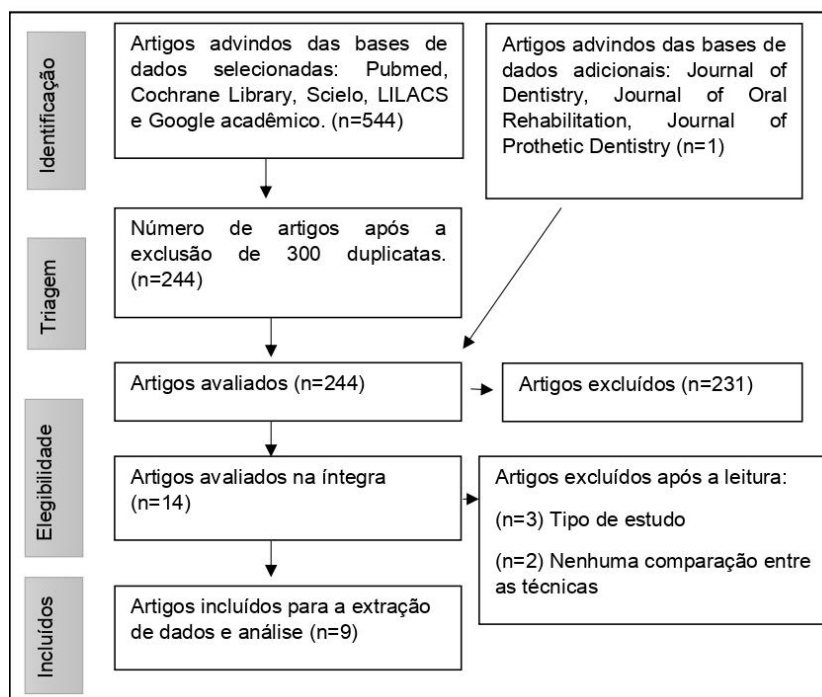 Identificação
Artigos advindos das bases de
dados selecionadas: Pubmed,
Cochrane Library, Scielo, LILACS
e Google acadêmico. (n=544)
Artigos advindos das bases de
dados adicionais: Journal of
Dentistry, Journal of Oral
Rehabilitation, Journal of
Prothetic Dentistry (n=1)
Triagem
Número de artigos após a
exclusão de 300 duplicatas.
(n=244)
Artigos avaliados (n=244)
Artigos excluídos (n=231)
Elegibilidade
Artigos avaliados na íntegra
(n=14)
Artigos excluídos após a leitura:
(n=3) Tipo de estudo
(n=2) Nenhuma comparação entre
as técnicas
Incluídos
Artigos incluídos para a extração
de dados e análise (n=9)